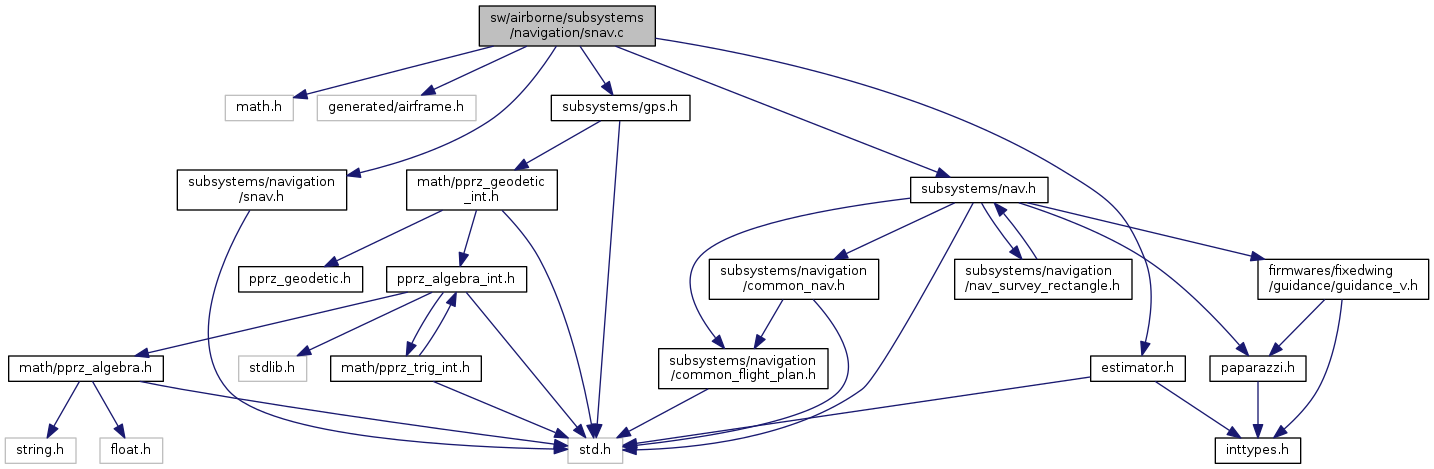 sw/airborne/subsystems
/navigation/snav.c
math.h
generated/airframe.h
subsystems/gps.h
subsystems/navigation
/snav.h
math/pprz_geodetic
_int.h
subsystems/nav.h
pprz_geodetic.h
pprz_algebra_int.h
subsystems/navigation
/common_nav.h
subsystems/navigation
/nav_survey_rectangle.h
firmwares/fixedwing
/guidance/guidance_v.h
math/pprz_algebra.h
stdlib.h
math/pprz_trig_int.h
subsystems/navigation
/common_flight_plan.h
estimator.h
paparazzi.h
string.h
float.h
std.h
inttypes.h